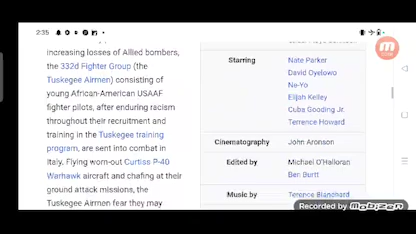 2:35
increasing losses of Allied bombers,
the 332d Fighter Group (the
Tuskegee Airmen) consisting of
young African-American USAAF
fighter pilots, after enduring racism
throughout their recruitment and
training in the Tuskegee training
program, are sent into combat in
Italy. Flying worn-out Curtiss P-40
Warhawk aircraft and chafing at their
ground attack missions, the
Tuskegee Airmen fear they may
Starring
Nate Parker
David Oyelowo
Ne-Yo
Elijah Kelley
Cuba Gooding Jr.
Terrence Howard
Cinematography
John Aronson
Edited by
Michael O'Halloran
Ben Burtt
Music by
Terence Blanchard
Recorded by Mobizen